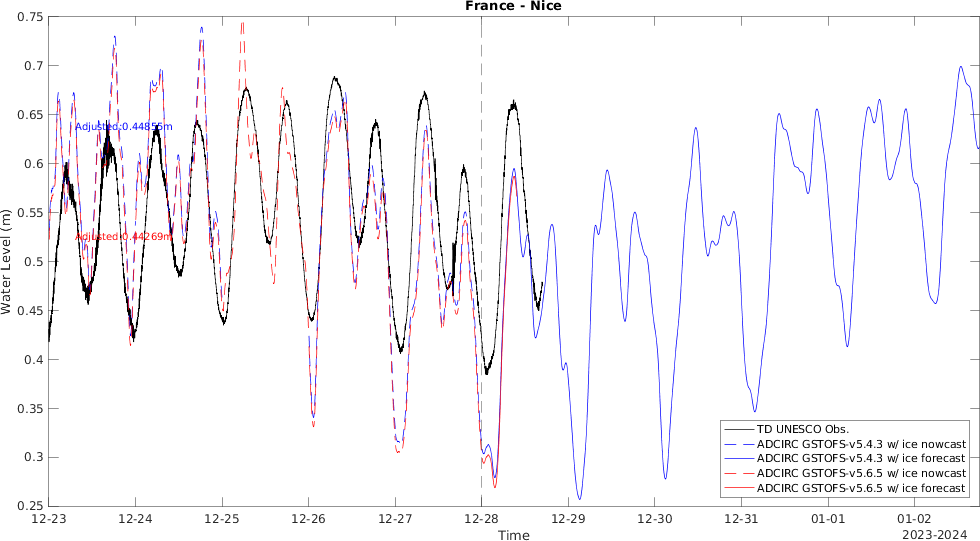 France - Nice
0.75
0.7
0.65
0.6
0.55
0.5
0.45
0.4
0.35
0.3
0.25
Water Level (m)
Adjusted:0.44855m
Adjusted:0.44269m
TD UNESCO Obs.
ADCIRC GSTOFS-v5.4.3 w/ ice nowcast
ADCIRC GSTOFS-v5.4.3 w/ ice forecast
ADCIRC GSTOFS-v5.6.5 w/ ice nowcast
ADCIRC GSTOFS-v5.6.5 w/ ice forecast
12-23 12-24 12-25 12-26 12-27 12-28 12-29 12-30 12-31 01-01 01-02
Time
2023-2024